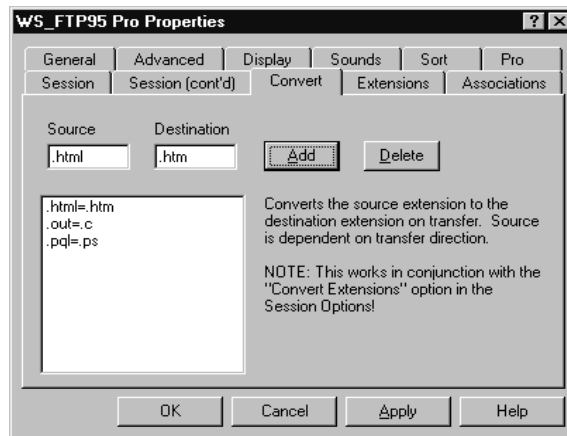 WS_FTP95 Pro Properties
General Advanced Display Sounds Sort Pro
Session Session (cont'd) Convert Extensions Associations
Source Destination
.html .htm Add Delete
.html=.htm
.out=.c
.pql=.ps
Converts the source extension to the
destination extension on transfer. Source
is dependent on transfer direction.
NOTE: This works in conjunction with the
"Convert Extensions" option in the
Session Options!
OK Cancel Apply Help